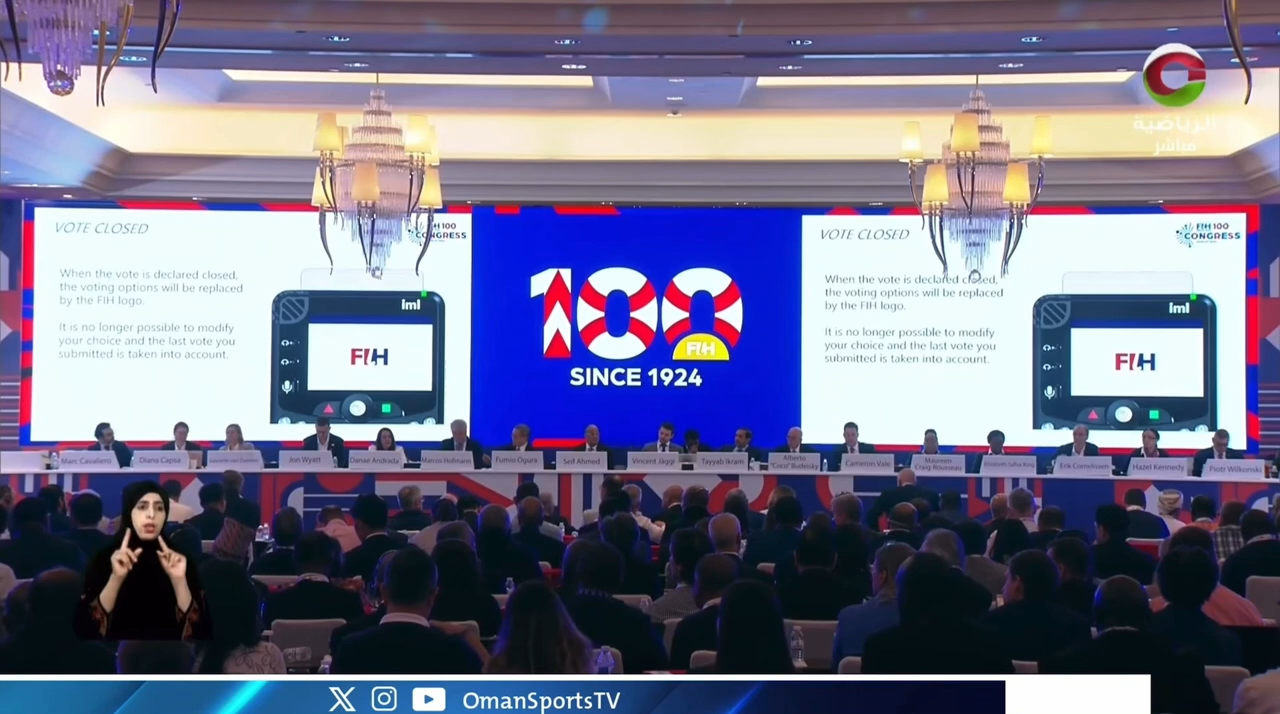 الرياضية
مباشر
VOTE CLOSED
FIH 100
CONGRESS
When the vote is declared closed,
the voting options will be replaced
by the FIH logo.
It is no longer possible to modify
your choice and the last vote you
submitted is taken into account.
iml
FIH
100
FIH
SINCE 1924
VOTE CLOSED
FIH 100
CONGRESS
When the vote is declared closed,
the voting options will be replaced
by the FIH logo.
It is no longer possible to modify
your choice and the last vote you
submitted is taken into account.
iml
FIH
Marc Cavaliero
Diana Capsa
Jon Wyatt
Danae Andrada
Marcos Hofmann
Fumio Ogura
Seif Ahmed
Vincent Jaggi
Tayyab Ikram
Alberto
"Coco" Budeisky
Cameron Vale
Maureen
Craig-Rousseau
Elizabeth Safoa King
Erik Cornelissen
Hazel Kennedy
Piotr Wilkonski
OmanSportsTV